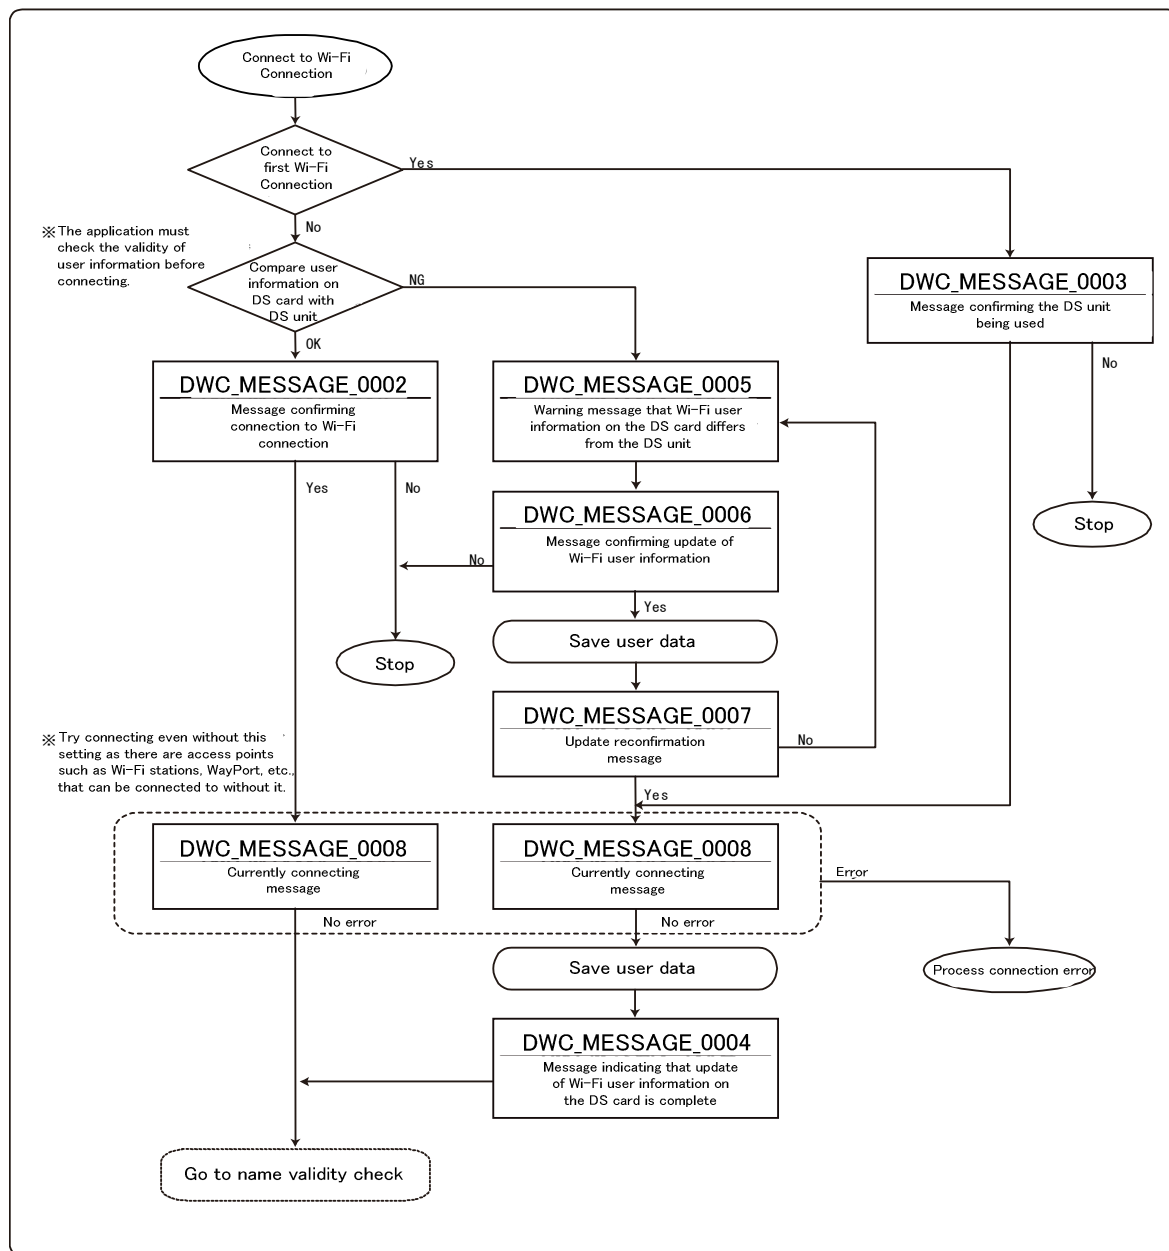 Connect to Wi-Fi
Connection
Connect to
first Wi-Fi
Connection
Yes
No
※ The application must
check the validity of
user information before
connecting.
Compare user
information on
DS card with
DS unit
NG
OK
DWC_MESSAGE_0003
Message confirming the DS unit
being used
No
Stop
DWC_MESSAGE_0002
Message confirming
connection to Wi-Fi
connection
Yes
No
DWC_MESSAGE_0005
Warning message that Wi-Fi user
information on the DS card differs
from the DS unit
DWC_MESSAGE_0006
Message confirming update of
Wi-Fi user information
No
Yes
Stop
Save user data
DWC_MESSAGE_0007
Update reconfirmation
message
No
Yes
※ Try connecting even without this
setting as there are access points
such as Wi-Fi stations, WayPort, etc.,
that can be connected to without it.
DWC_MESSAGE_0008
Currently connecting
message
No error
DWC_MESSAGE_0008
Currently connecting
message
No error
Error
Process connection error
Save user data
DWC_MESSAGE_0004
Message indicating that update
of Wi-Fi user information on
the DS card is complete
Go to name validity check